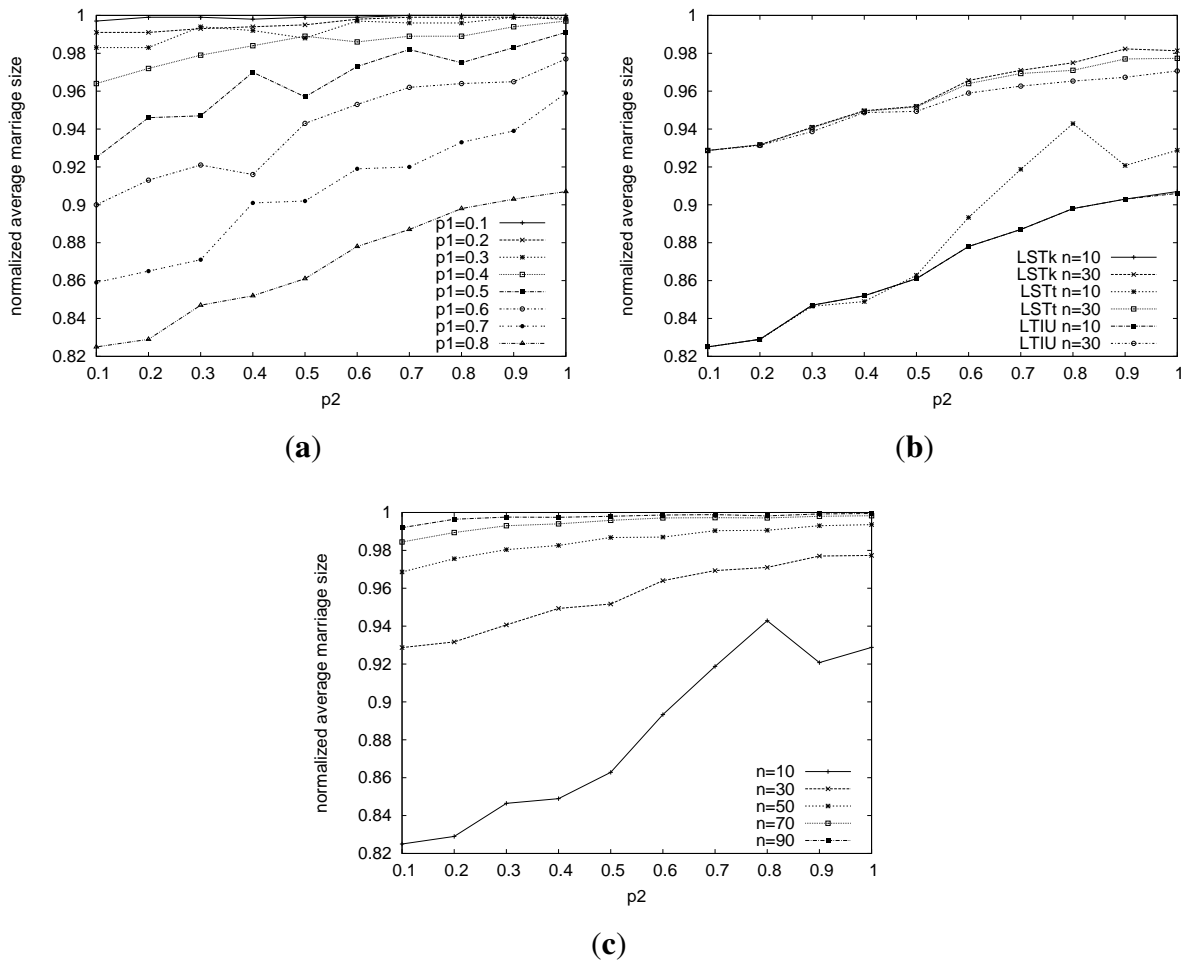 1
0.98
0.96
0.94
0.92
0.9
0.88
0.86
0.84
0.82
normalized average marriage size
0.1 0.2 0.3 0.4 0.5 0.6 0.7 0.8 0.9 1
p2
p1=0.1
p1=0.2
p1=0.3
p1=0.4
p1=0.5
p1=0.6
p1=0.7
p1=0.8
(a)
1
0.98
0.96
0.94
0.92
0.9
0.88
0.86
0.84
0.82
normalized average marriage size
0.1 0.2 0.3 0.4 0.5 0.6 0.7 0.8 0.9 1
p2
LSTk n=10
LSTk n=30
LSTt n=10
LSTt n=30
LTIU n=10
LTIU n=30
(b)
1
0.98
0.96
0.94
0.92
0.9
0.88
0.86
0.84
0.82
normalized average marriage size
0.1 0.2 0.3 0.4 0.5 0.6 0.7 0.8 0.9 1
p2
n=10
n=30
n=50
n=70
n=90
(c)